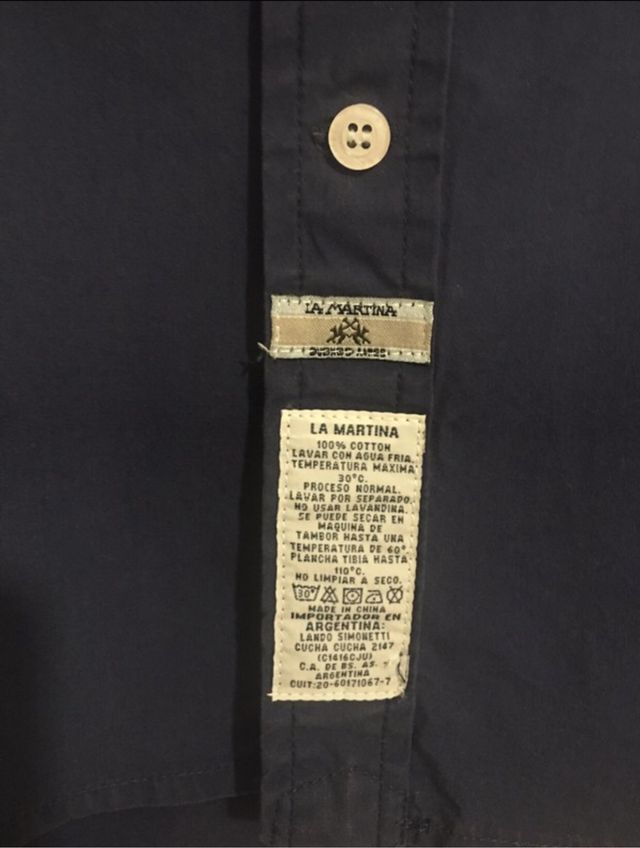 LA MARTINA
BUENOS AIRES
LA MARTINA
100% COTTON
LAVAR CON AGUA FRIA.
TEMPERATURA MAXIMA
30°C.
PROCESO NORMAL.
LAVAR POR SEPARADO.
NO USAR LAVANDINA.
SE PUEDE SECAR EN
MAQUINA DE
TAMBOR HASTA UNA
TEMPERATURA DE 60°
PLANCHA TIBIA HASTA
110°C.
NO LIMPIAR A SECO.
30°
MADE IN CHINA
IMPORTADOR EN
ARGENTINA:
LANDO SIMONETTI
CUCHA CUCHA 2147
(C1416CJU)
C.A. DE BS. AS. -
ARGENTINA
CUIT:20-60171067-7